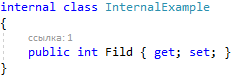 internal class InternalExample
{
ссылка: 1
public int Fild { get; set; }
}